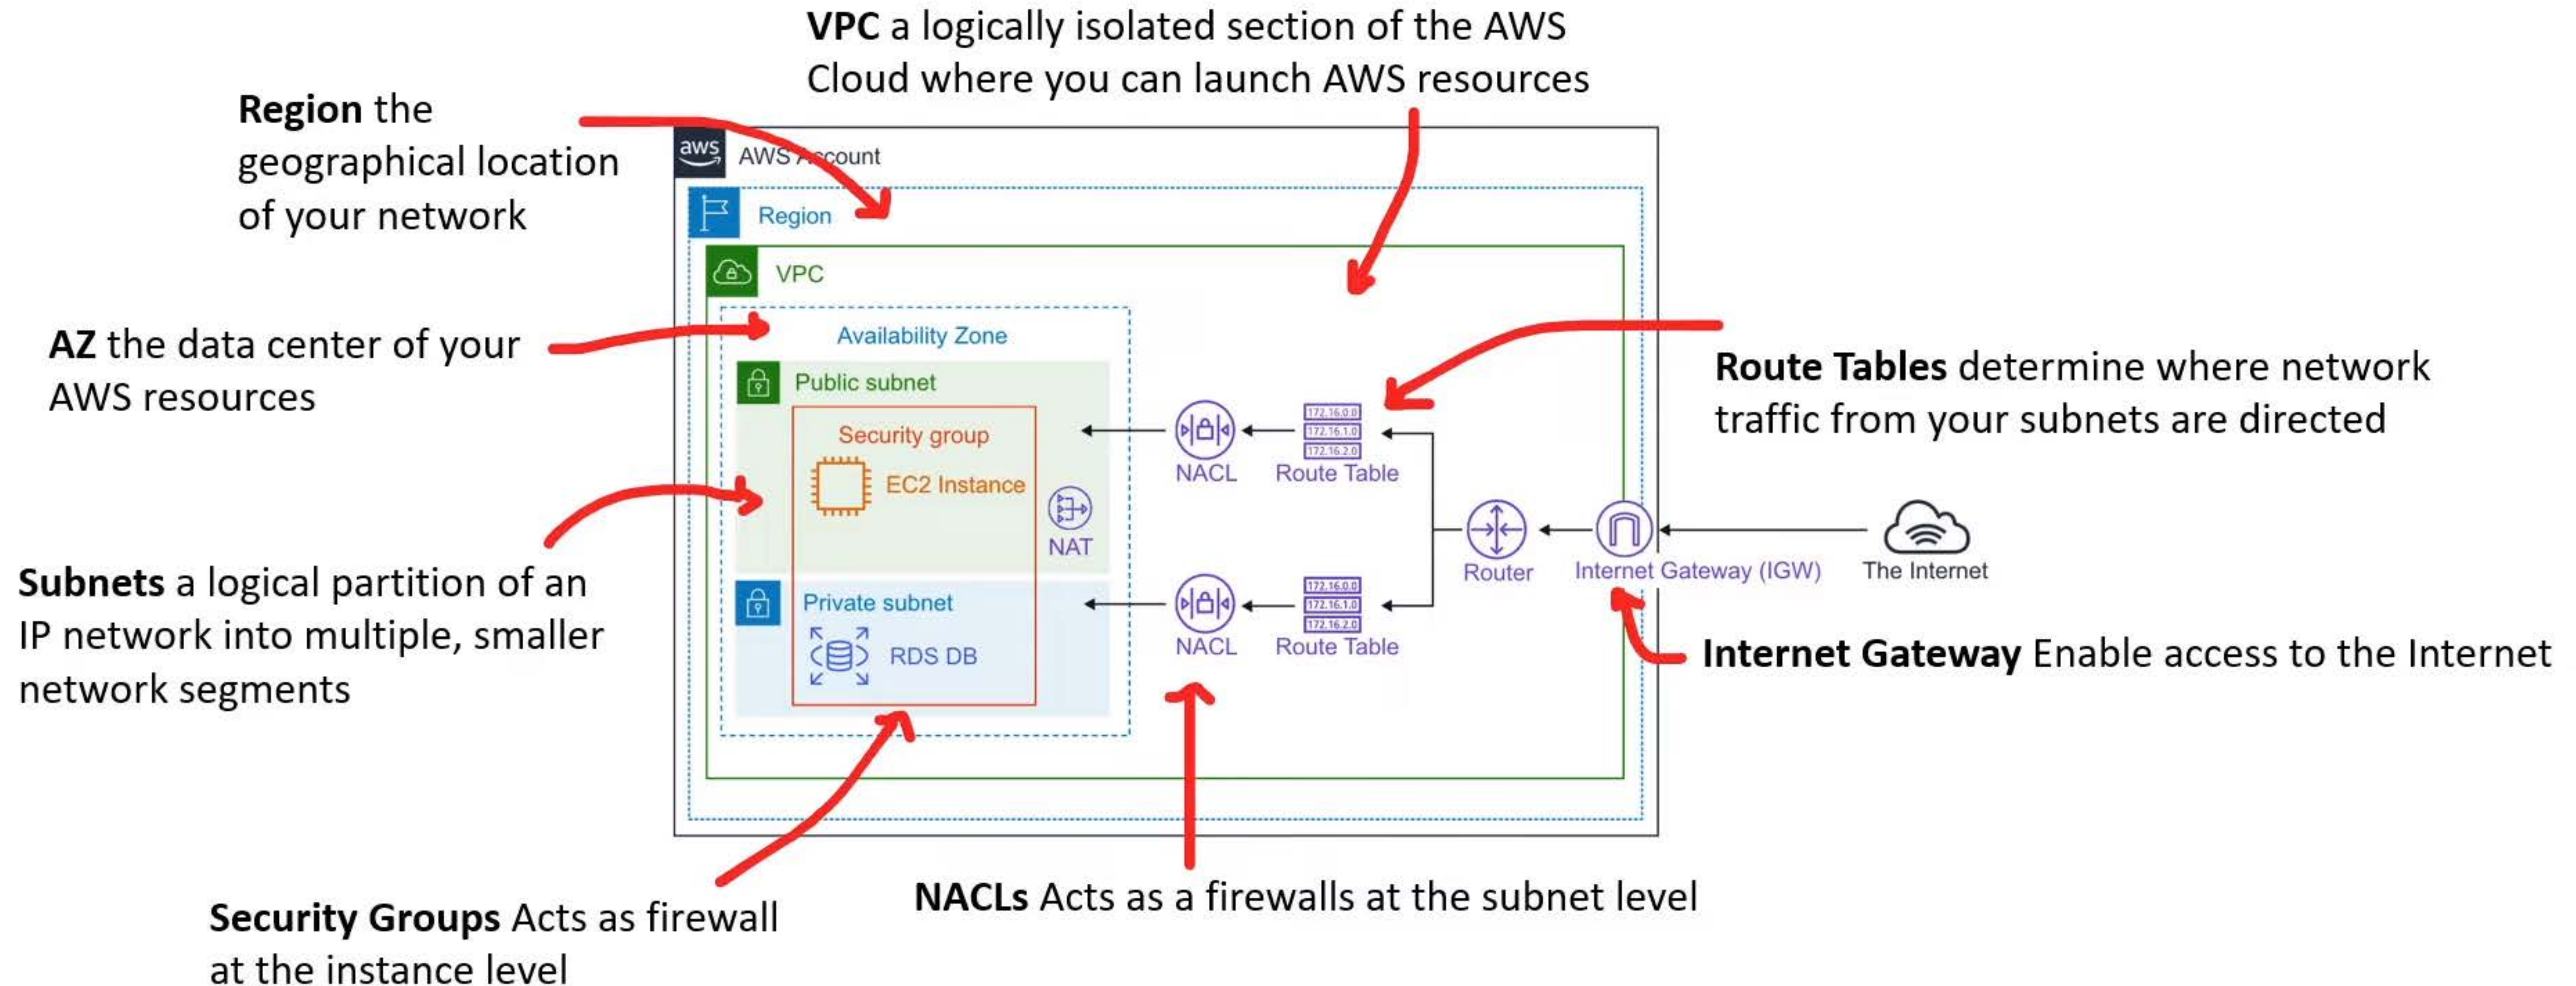 VPC a logically isolated section of the AWS
Cloud where you can launch AWS resources
Region the
geographical location
of your network
aws
AWS Account
Region
VPC
AZ the data center of your
AWS resources
Availability Zone
Public subnet
Security group
EC2 Instance
NAT
172.16.0.0
172.16.1.0
172.16.2.0
NACL
Route Table
Route Tables determine where network
traffic from your subnets are directed
Router
Internet Gateway (IGW)
The Internet
Subnets a logical partition of an
IP network into multiple, smaller
network segments
Private subnet
RDS DB
172.16.0.0
172.16.1.0
172.16.2.0
NACL
Route Table
Internet Gateway Enable access to the Internet
Security Groups Acts as firewall
at the instance level
NACLs Acts as a firewalls at the subnet level